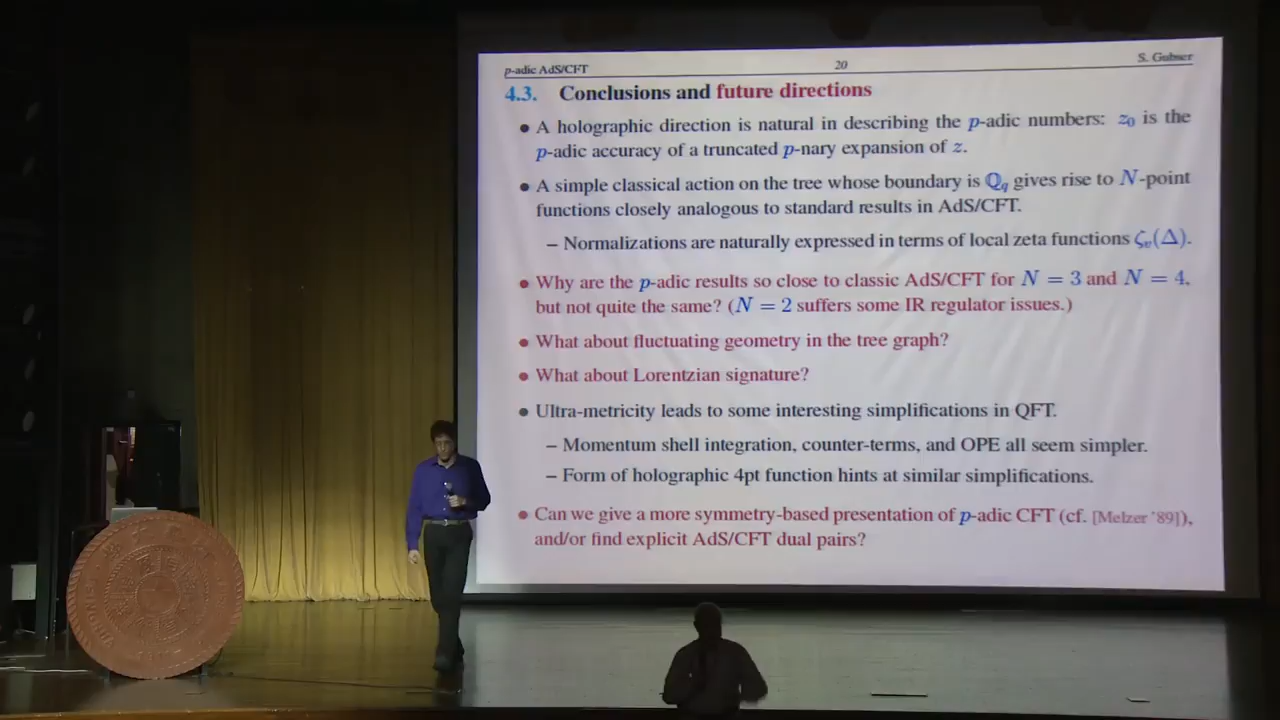 p-adic AdS/CFT 20 S. Gubser
4.3. Conclusions and future directions
• A holographic direction is natural in describing the p-adic numbers: z₀ is the
p-adic accuracy of a truncated p-nary expansion of z.
• A simple classical action on the tree whose boundary is ℚ_q gives rise to N-point
functions closely analogous to standard results in AdS/CFT.
– Normalizations are naturally expressed in terms of local zeta functions ζ_v(Δ).
• Why are the p-adic results so close to classic AdS/CFT for N = 3 and N = 4,
but not quite the same? (N = 2 suffers some IR regulator issues.)
• What about fluctuating geometry in the tree graph?
• What about Lorentzian signature?
• Ultra-metricity leads to some interesting simplifications in QFT.
– Momentum shell integration, counter-terms, and OPE all seem simpler.
– Form of holographic 4pt function hints at similar simplifications.
• Can we give a more symmetry-based presentation of p-adic CFT (cf. [Melzer '89]),
and/or find explicit AdS/CFT dual pairs?